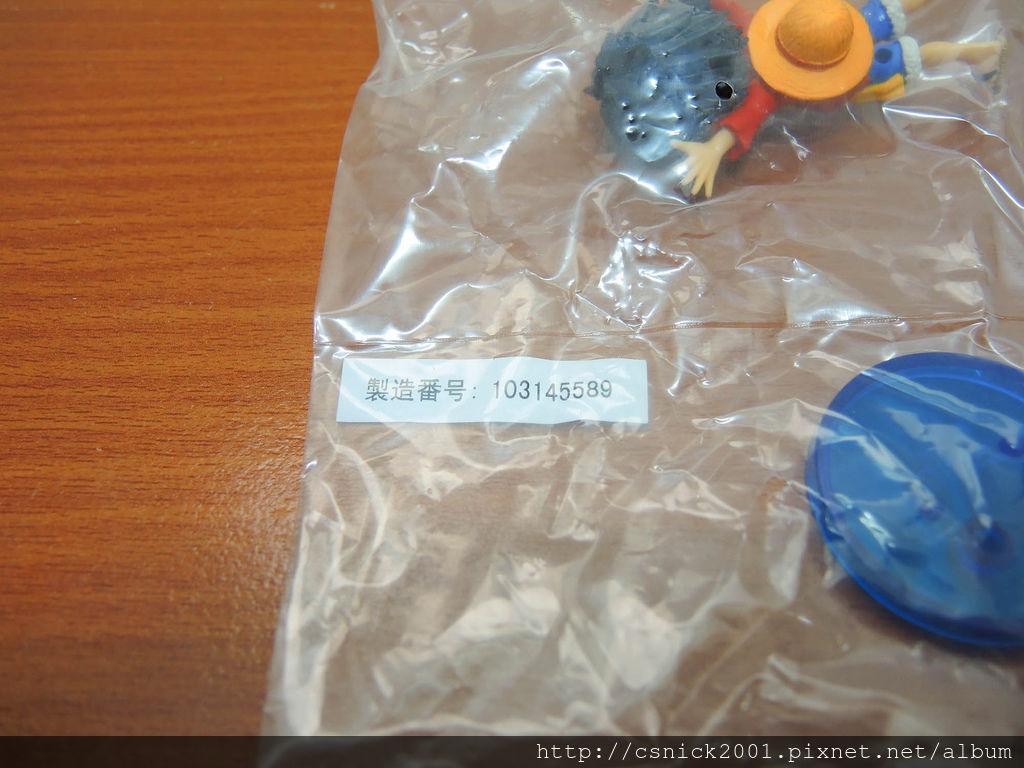 製造番号: 103145589
http://csnick2001.pixnet.net/album